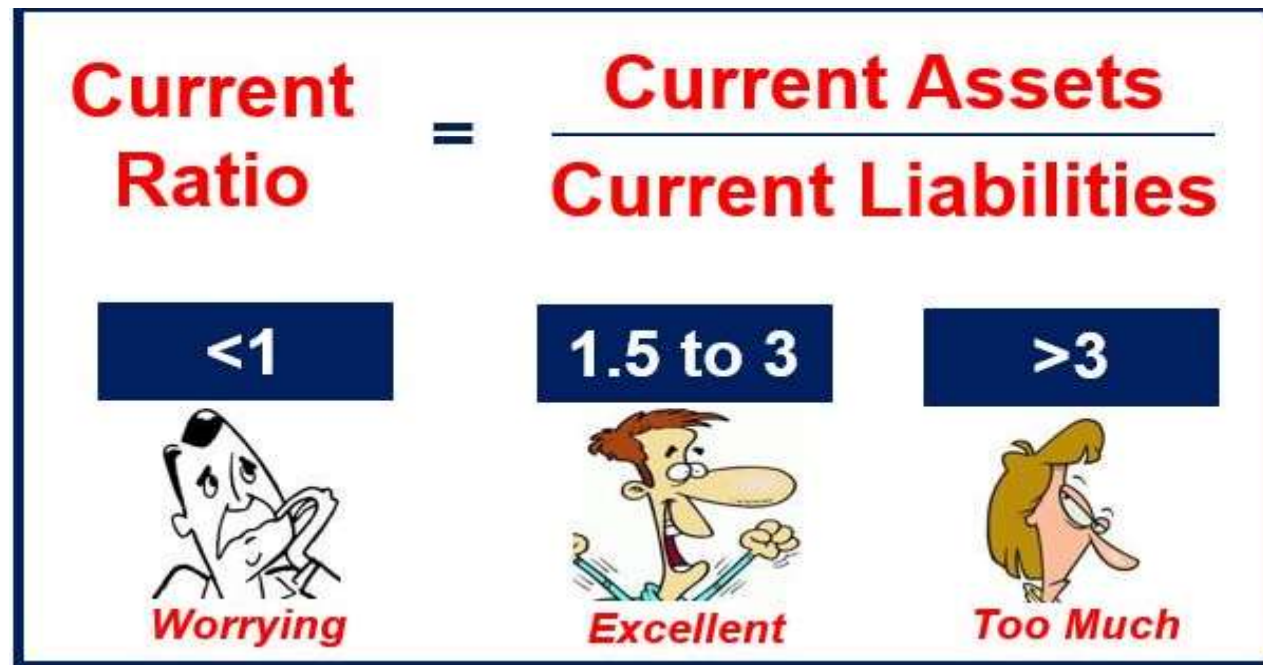 Current
Ratio
=
Current Assets
Current Liabilities
<1
1.5 to 3
>3
Worrying
Excellent
Too Much